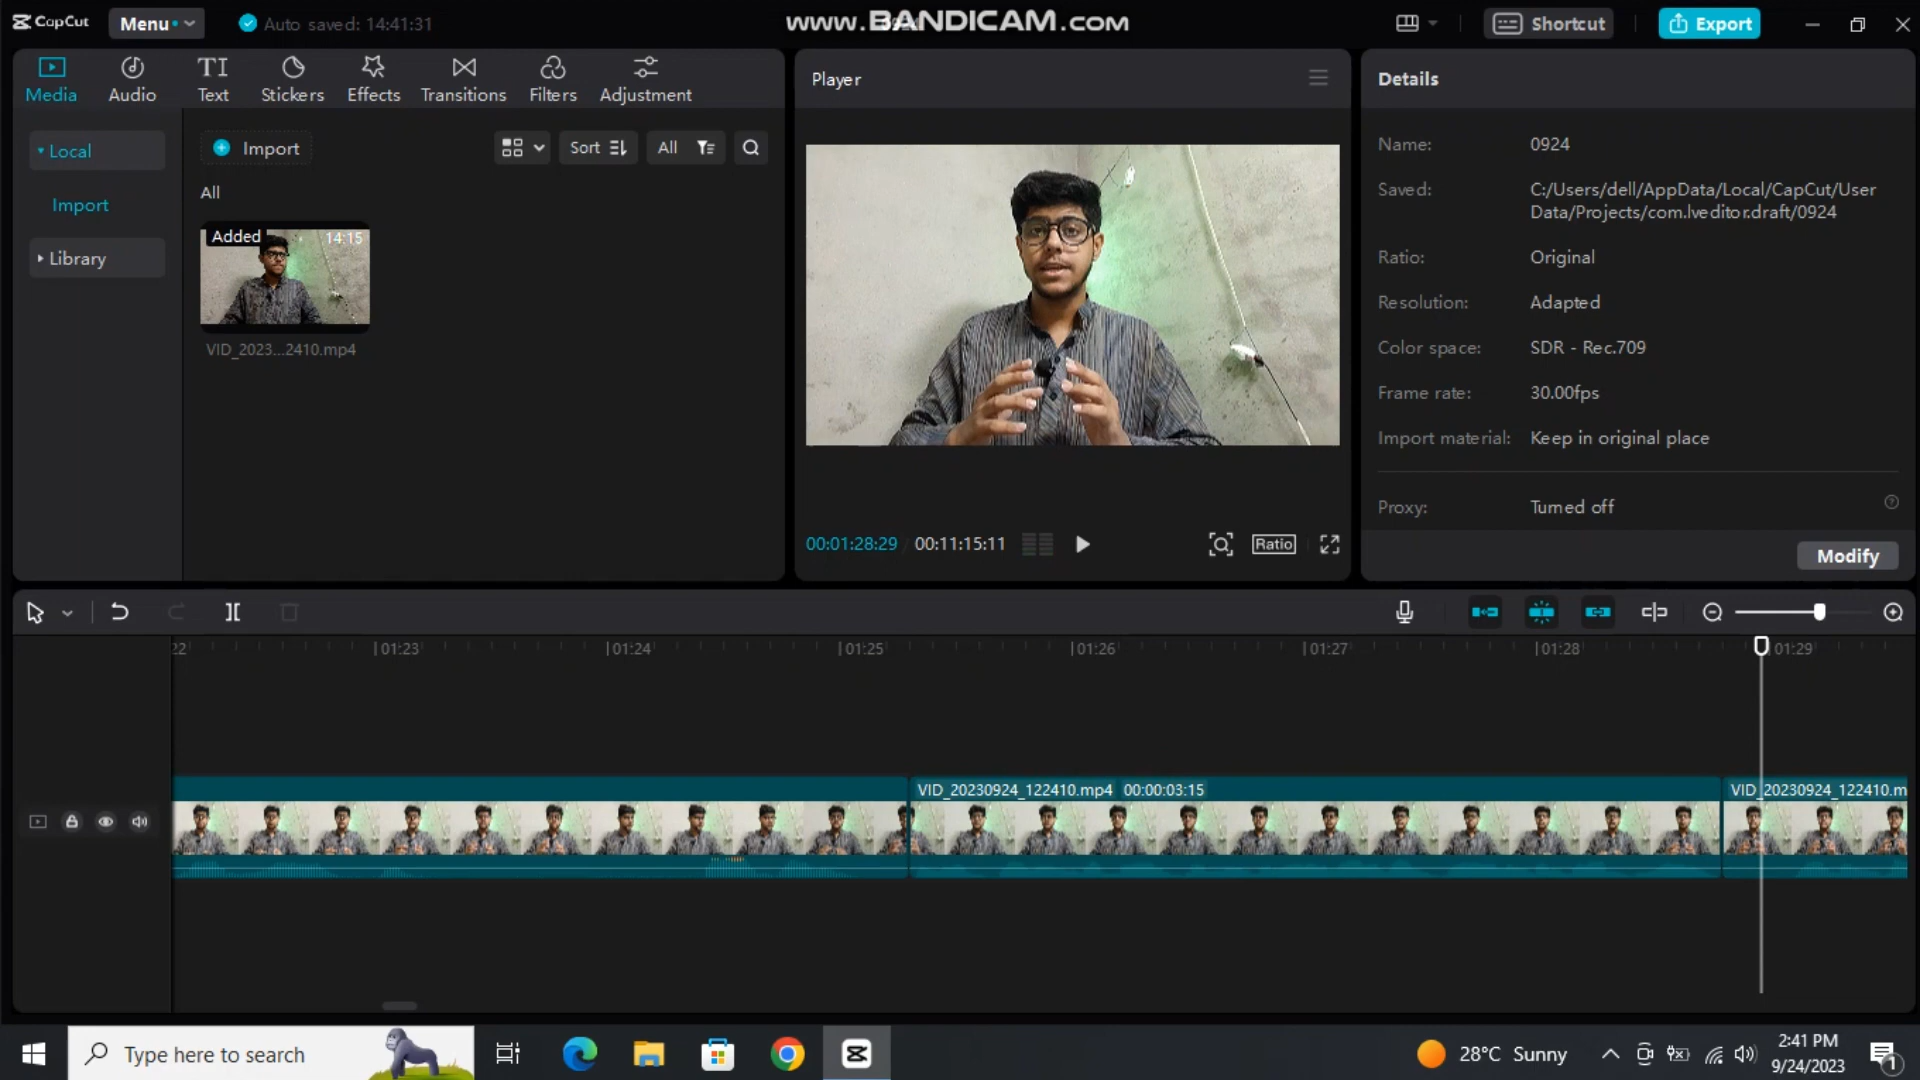 CapCut
Menu
Auto saved: 14:41:31
www.BANDICAM.com
Shortcut
Export
Media
Audio
TI
Text
Stickers
Effects
Transitions
Filters
Adjustment
Player
Details
Local
Import
Sort
All
Name:
0924
Import
All
Saved:
C:/Users/dell/AppData/Local/CapCut/User
Data/Projects/com.lveditor.draft/0924
Library
Added
14:15
Ratio:
Original
Resolution:
Adapted
VID_2023...2410.mp4
Color space:
SDR - Rec.709
Frame rate:
30.00fps
Import material:
Keep in original place
Proxy:
Turned off
00:01:28:29
00:11:15:11
Ratio
Modify
22
01:23
01:24
01:25
01:26
01:27
01:28
01:29
VID_20230924_122410.mp4 00:00:03:15
VID_20230924_122410.m
Type here to search
28°C Sunny
2:41 PM
9/24/2023
1